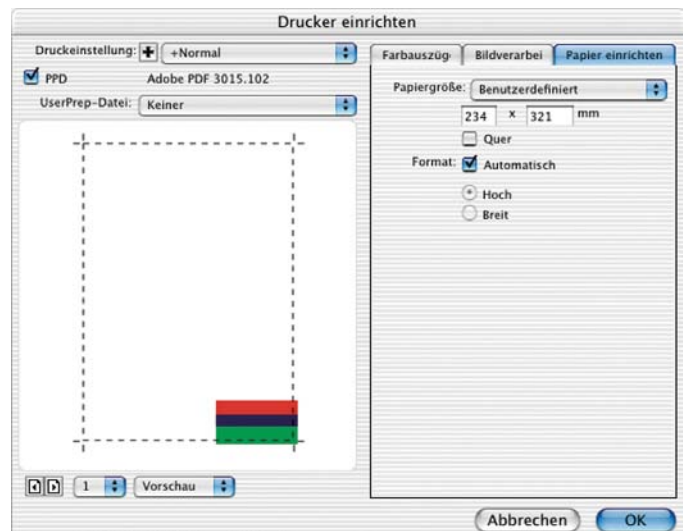 Drucker einrichten
Druckeinstellung: +Normal
PPD Adobe PDF 3015.102
UserPrep-Datei: Keiner
1 Vorschau
Farbauszüg Bildverarbei Papier einrichten
Papiergröße: Benutzerdefiniert
234 x 321 mm
Quer
Format: Automatisch
Hoch
Breit
Abbrechen OK